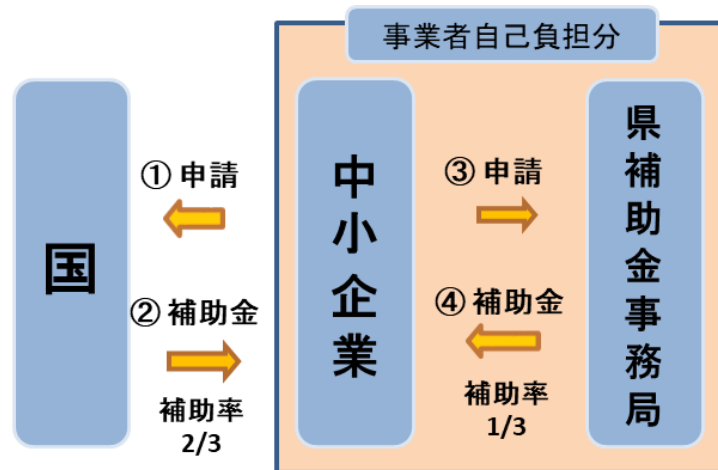 事業者自己負担分
国
① 申請
② 補助金
補助率
2/3
中小企業
③ 申請
④ 補助金
補助率
1/3
県補助金事務局